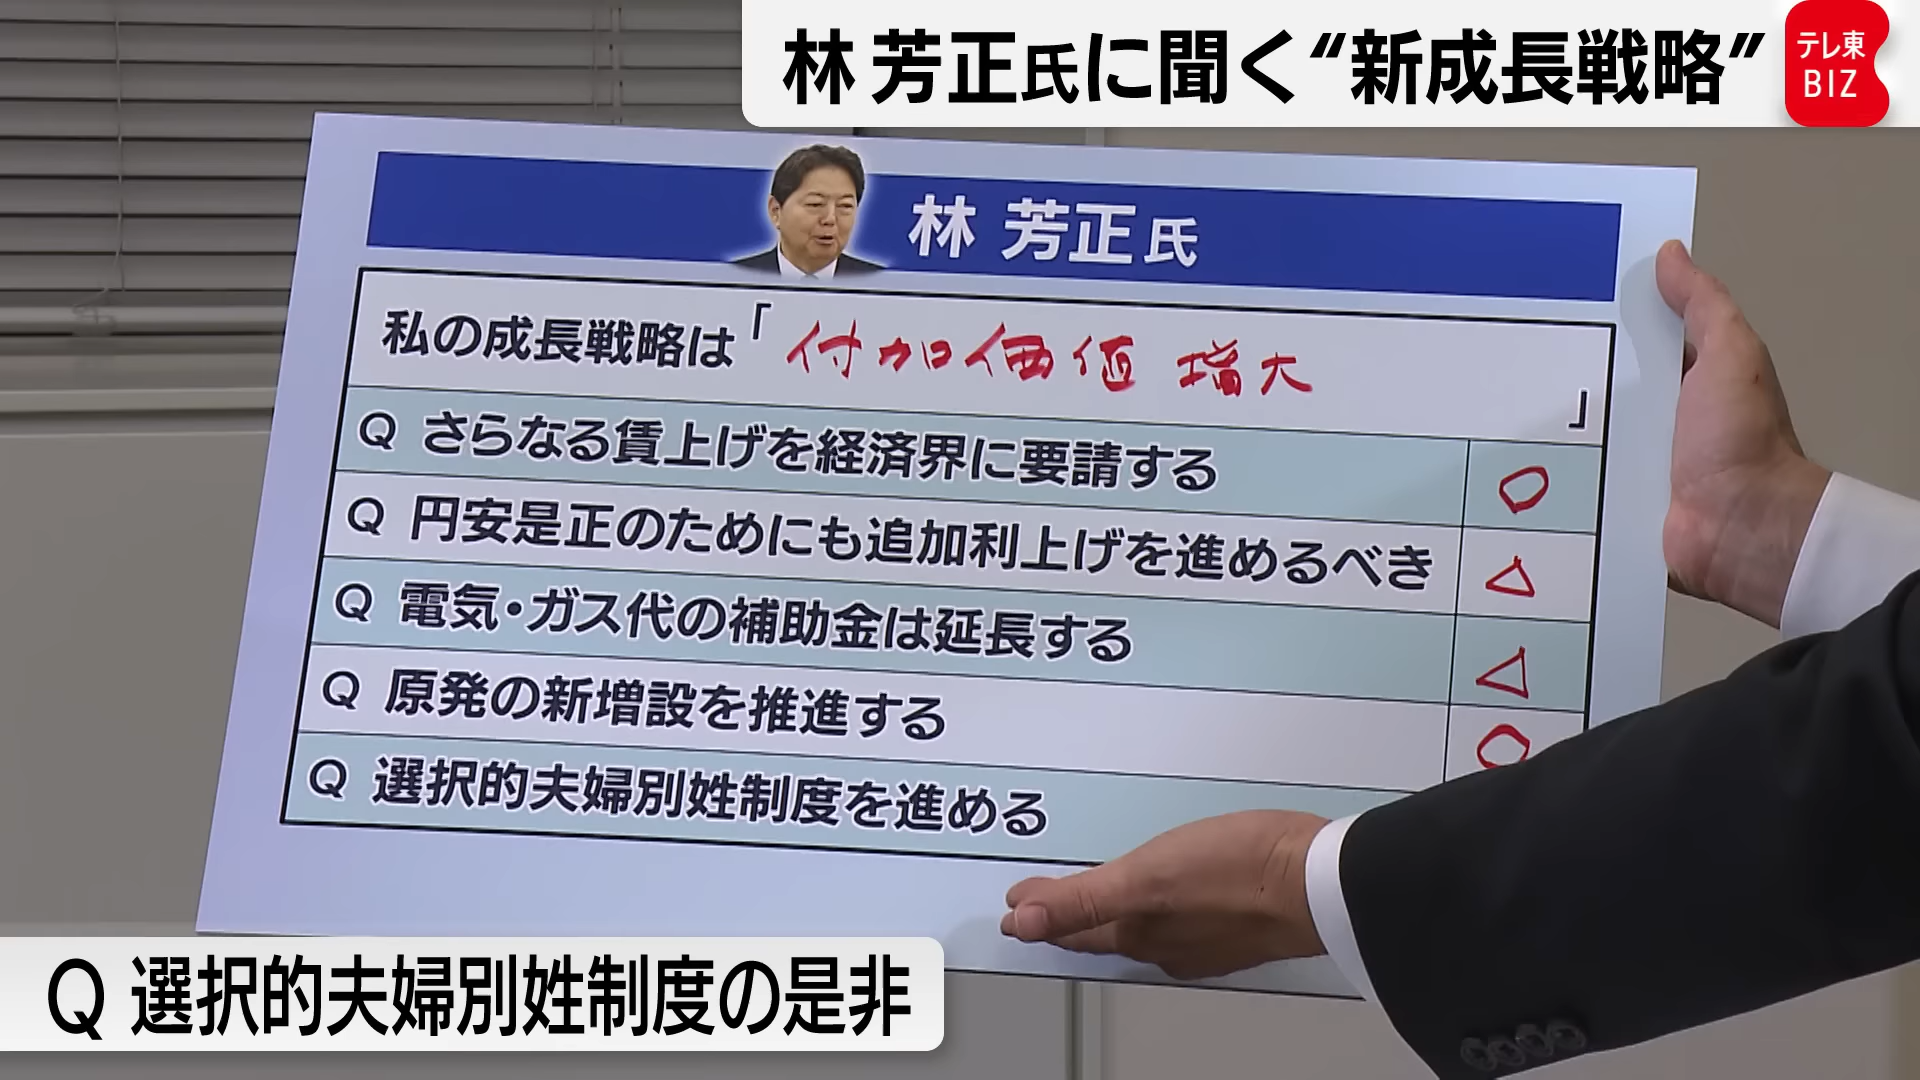 林 芳正氏に聞く“新成長戦略”
テレ東
BIZ
林 芳正氏
私の成長戦略は「付加価値 増大」
Q さらなる賃上げを経済界に要請する ○
Q 円安是正のためにも追加利上げを進めるべき △
Q 電気・ガス代の補助金は延長する △
Q 原発の新増設を推進する ○
Q 選択的夫婦別姓制度を進める
Q 選択的夫婦別姓制度の是非